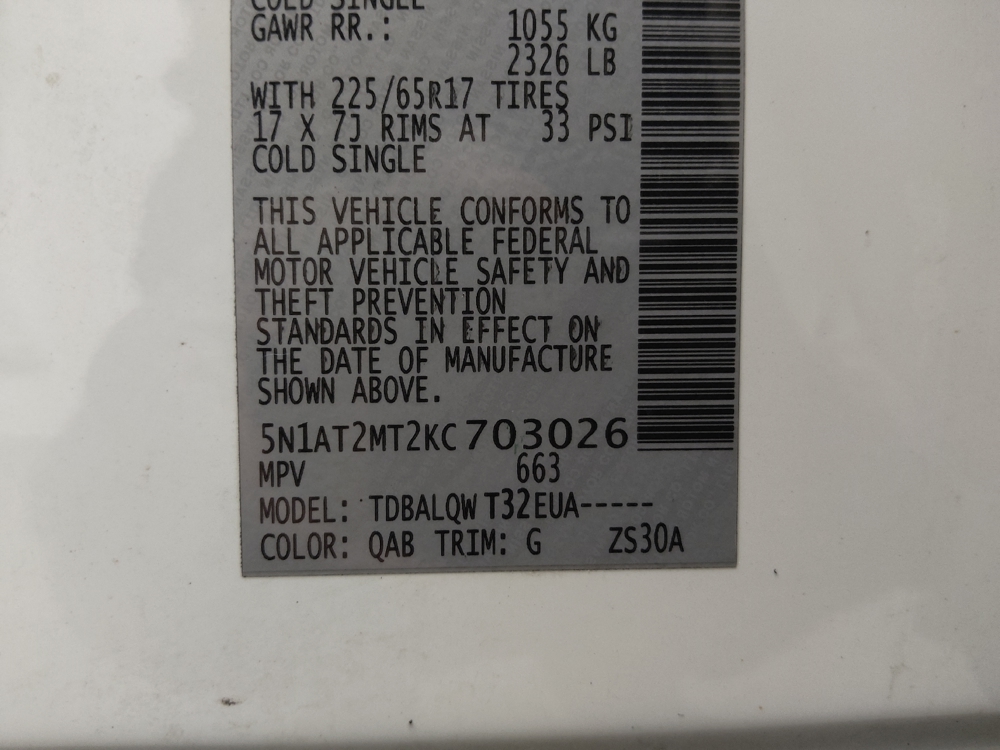 COLD SINGLE
GAWR RR.: 1055 KG
2326 LB
WITH 225/65R17 TIRES
17 X 7J RIMS AT 33 PSI
COLD SINGLE
THIS VEHICLE CONFORMS TO
ALL APPLICABLE FEDERAL
MOTOR VEHICLE SAFETY AND
THEFT PREVENTION
STANDARDS IN EFFECT ON
THE DATE OF MANUFACTURE
SHOWN ABOVE.
5N1AT2MT2KC703026
MPV 663
MODEL: TDBALQW T32EUA-----
COLOR: QAB TRIM: G ZS30A